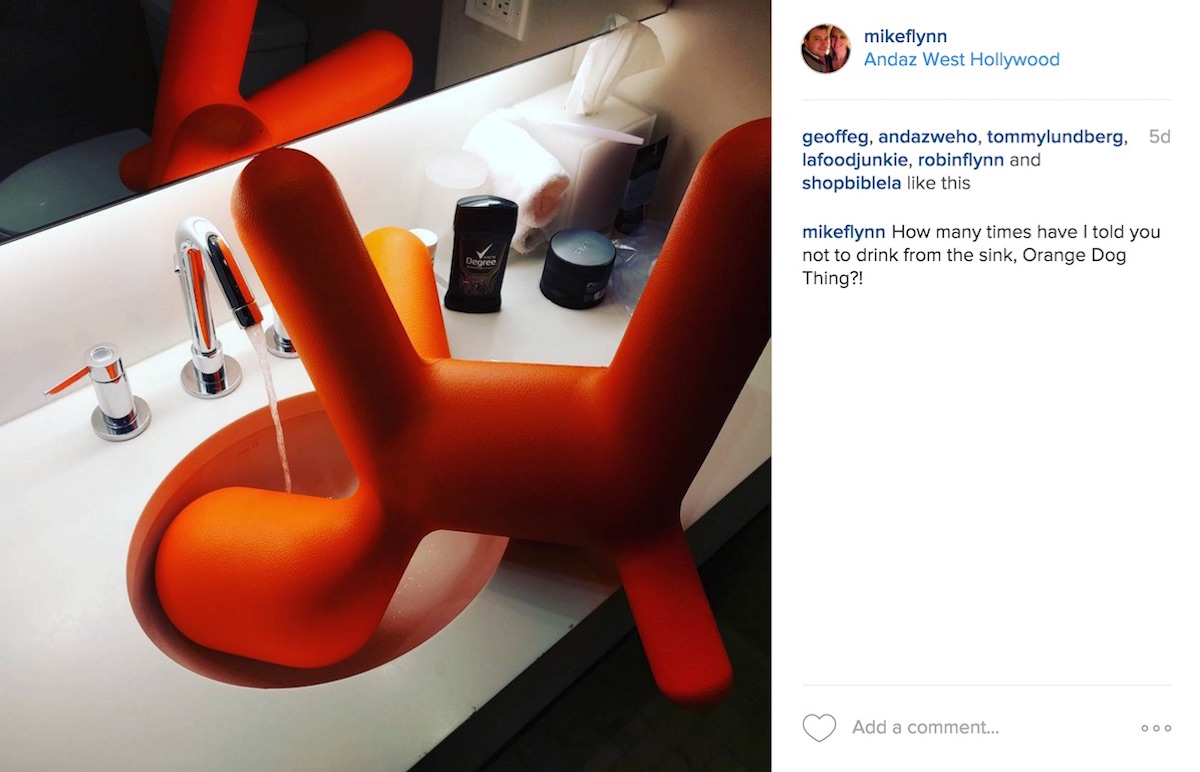 MEN
Degree
mikeflynn
Andaz West Hollywood
geoffeg, andazweho, tommylundberg, 5d
lafoodjunkie, robinflynn and
shopbiblela like this
mikeflynn How many times have I told you
not to drink from the sink, Orange Dog
Thing?!
Add a comment...